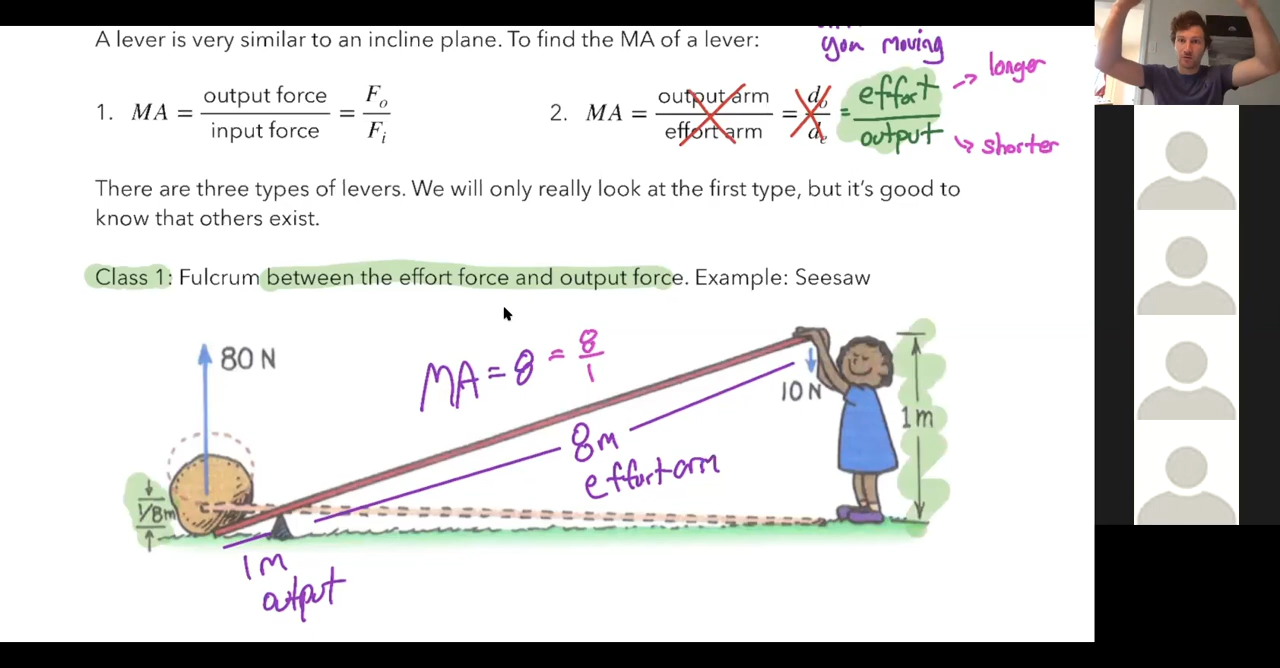 A lever is very similar to an incline plane. To find the MA of a lever:
you moving
1. MA = output force / input force = Fo / Fi
2. MA = output arm / effort arm = do / de = effort / output
→ longer
↳ shorter
There are three types of levers. We will only really look at the first type, but it’s good to
know that others exist.
Class 1: Fulcrum between the effort force and output force. Example: Seesaw
80 N
MA = 8 = 8/1
10 N
1 m
8m
effort arm
1/8 m
1m
output